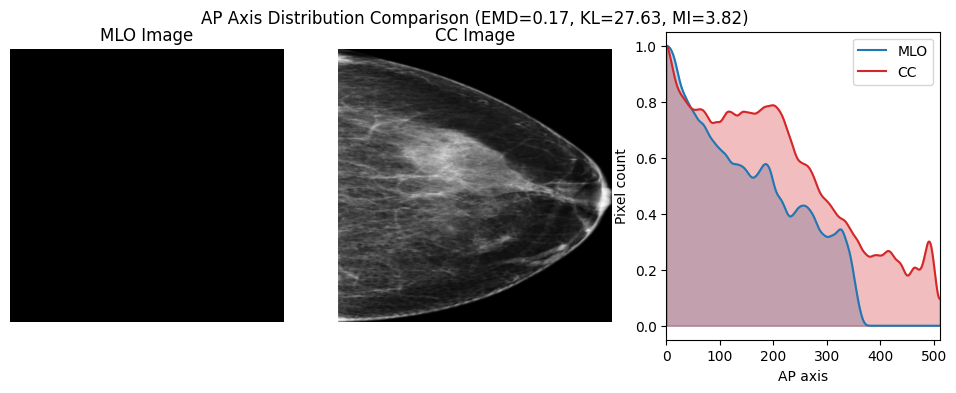 AP Axis Distribution Comparison (EMD=0.17, KL=27.63, MI=3.82)
MLO Image
CC Image
MLO
CC
Pixel count
1.0
0.8
0.6
0.4
0.2
0.0
0 100 200 300 400 500
AP axis